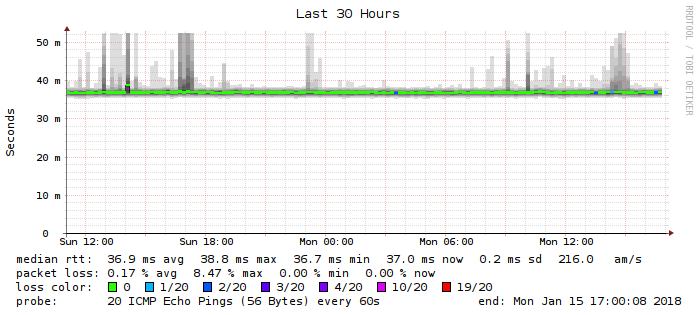 Last 30 Hours
RRDTOOL / TOBI OETIKER
Seconds
50 m
40 m
30 m
20 m
10 m
0
Sun 12:00 Sun 18:00 Mon 00:00 Mon 06:00 Mon 12:00
median rtt: 36.9 ms avg 38.8 ms max 36.7 ms min 37.0 ms now 0.2 ms sd 216.0 am/s
packet loss: 0.17 % avg 8.47 % max 0.00 % min 0.00 % now
loss color: 0 1/20 2/20 3/20 4/20 10/20 19/20
probe: 20 ICMP Echo Pings (56 Bytes) every 60s end: Mon Jan 15 17:00:08 2018